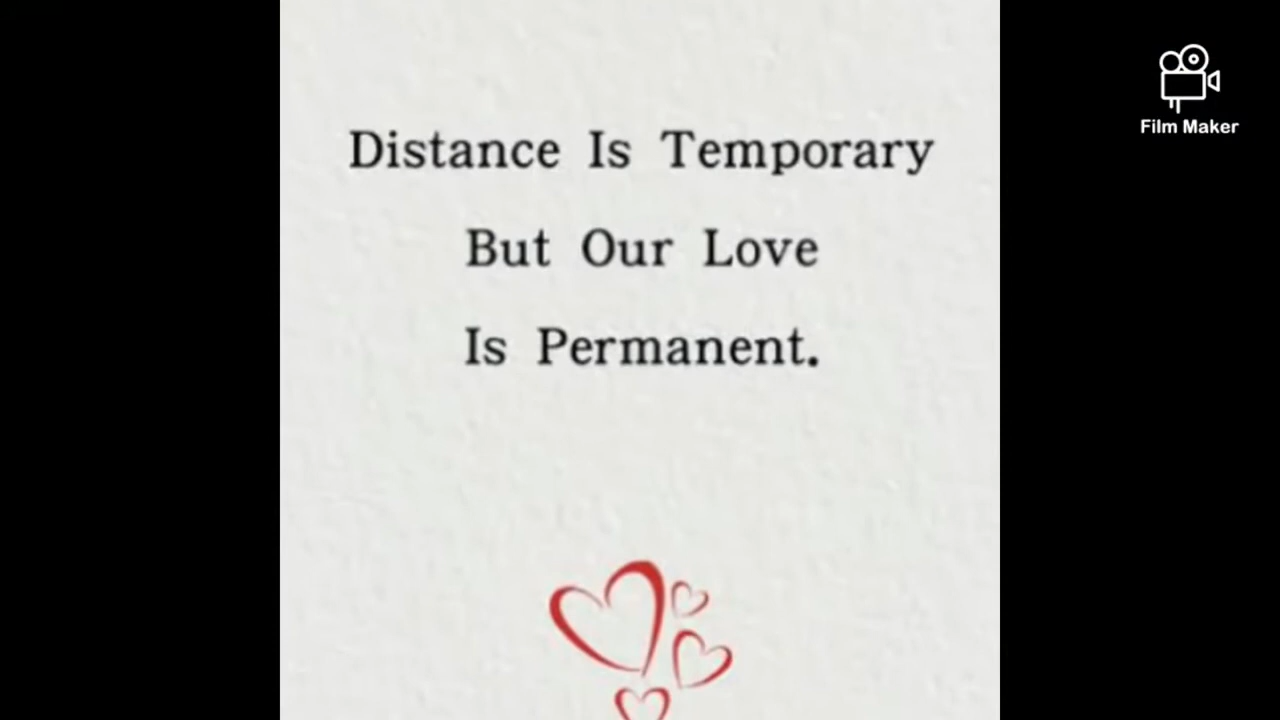 Distance Is Temporary
But Our Love
Is Permanent.
Film Maker